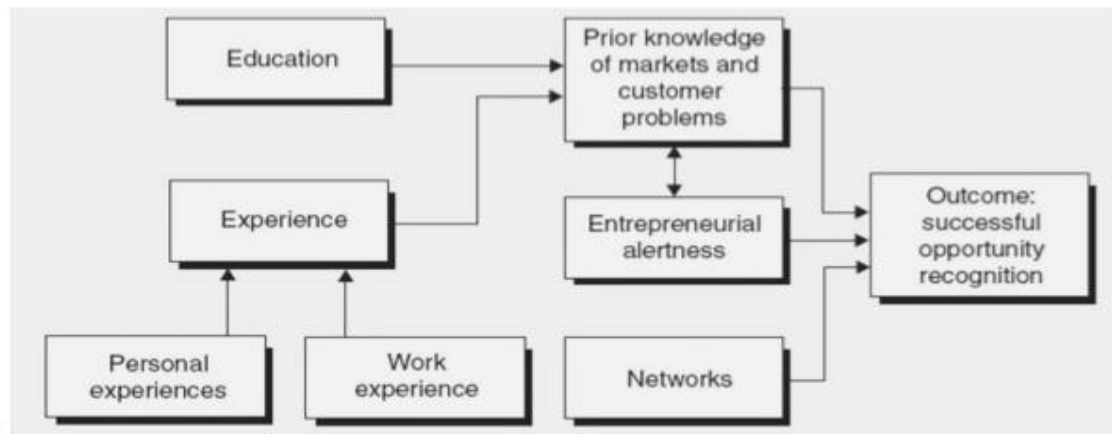 Education
Prior knowledge
of markets and
customer
problems
Experience
Entrepreneurial
alertness
Outcome:
successful
opportunity
recognition
Personal
experiences
Work
experience
Networks